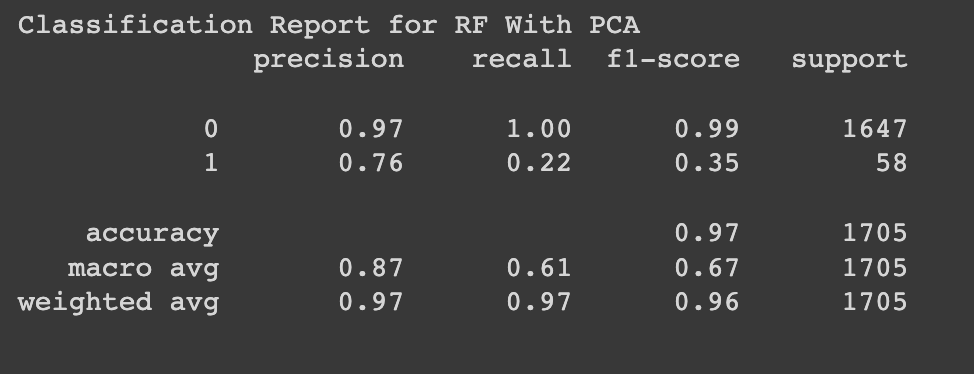 Classification Report for RF With PCA
precision recall f1-score support
0 0.97 1.00 0.99 1647
1 0.76 0.22 0.35 58
accuracy 0.97 1705
macro avg 0.87 0.61 0.67 1705
weighted avg 0.97 0.97 0.96 1705